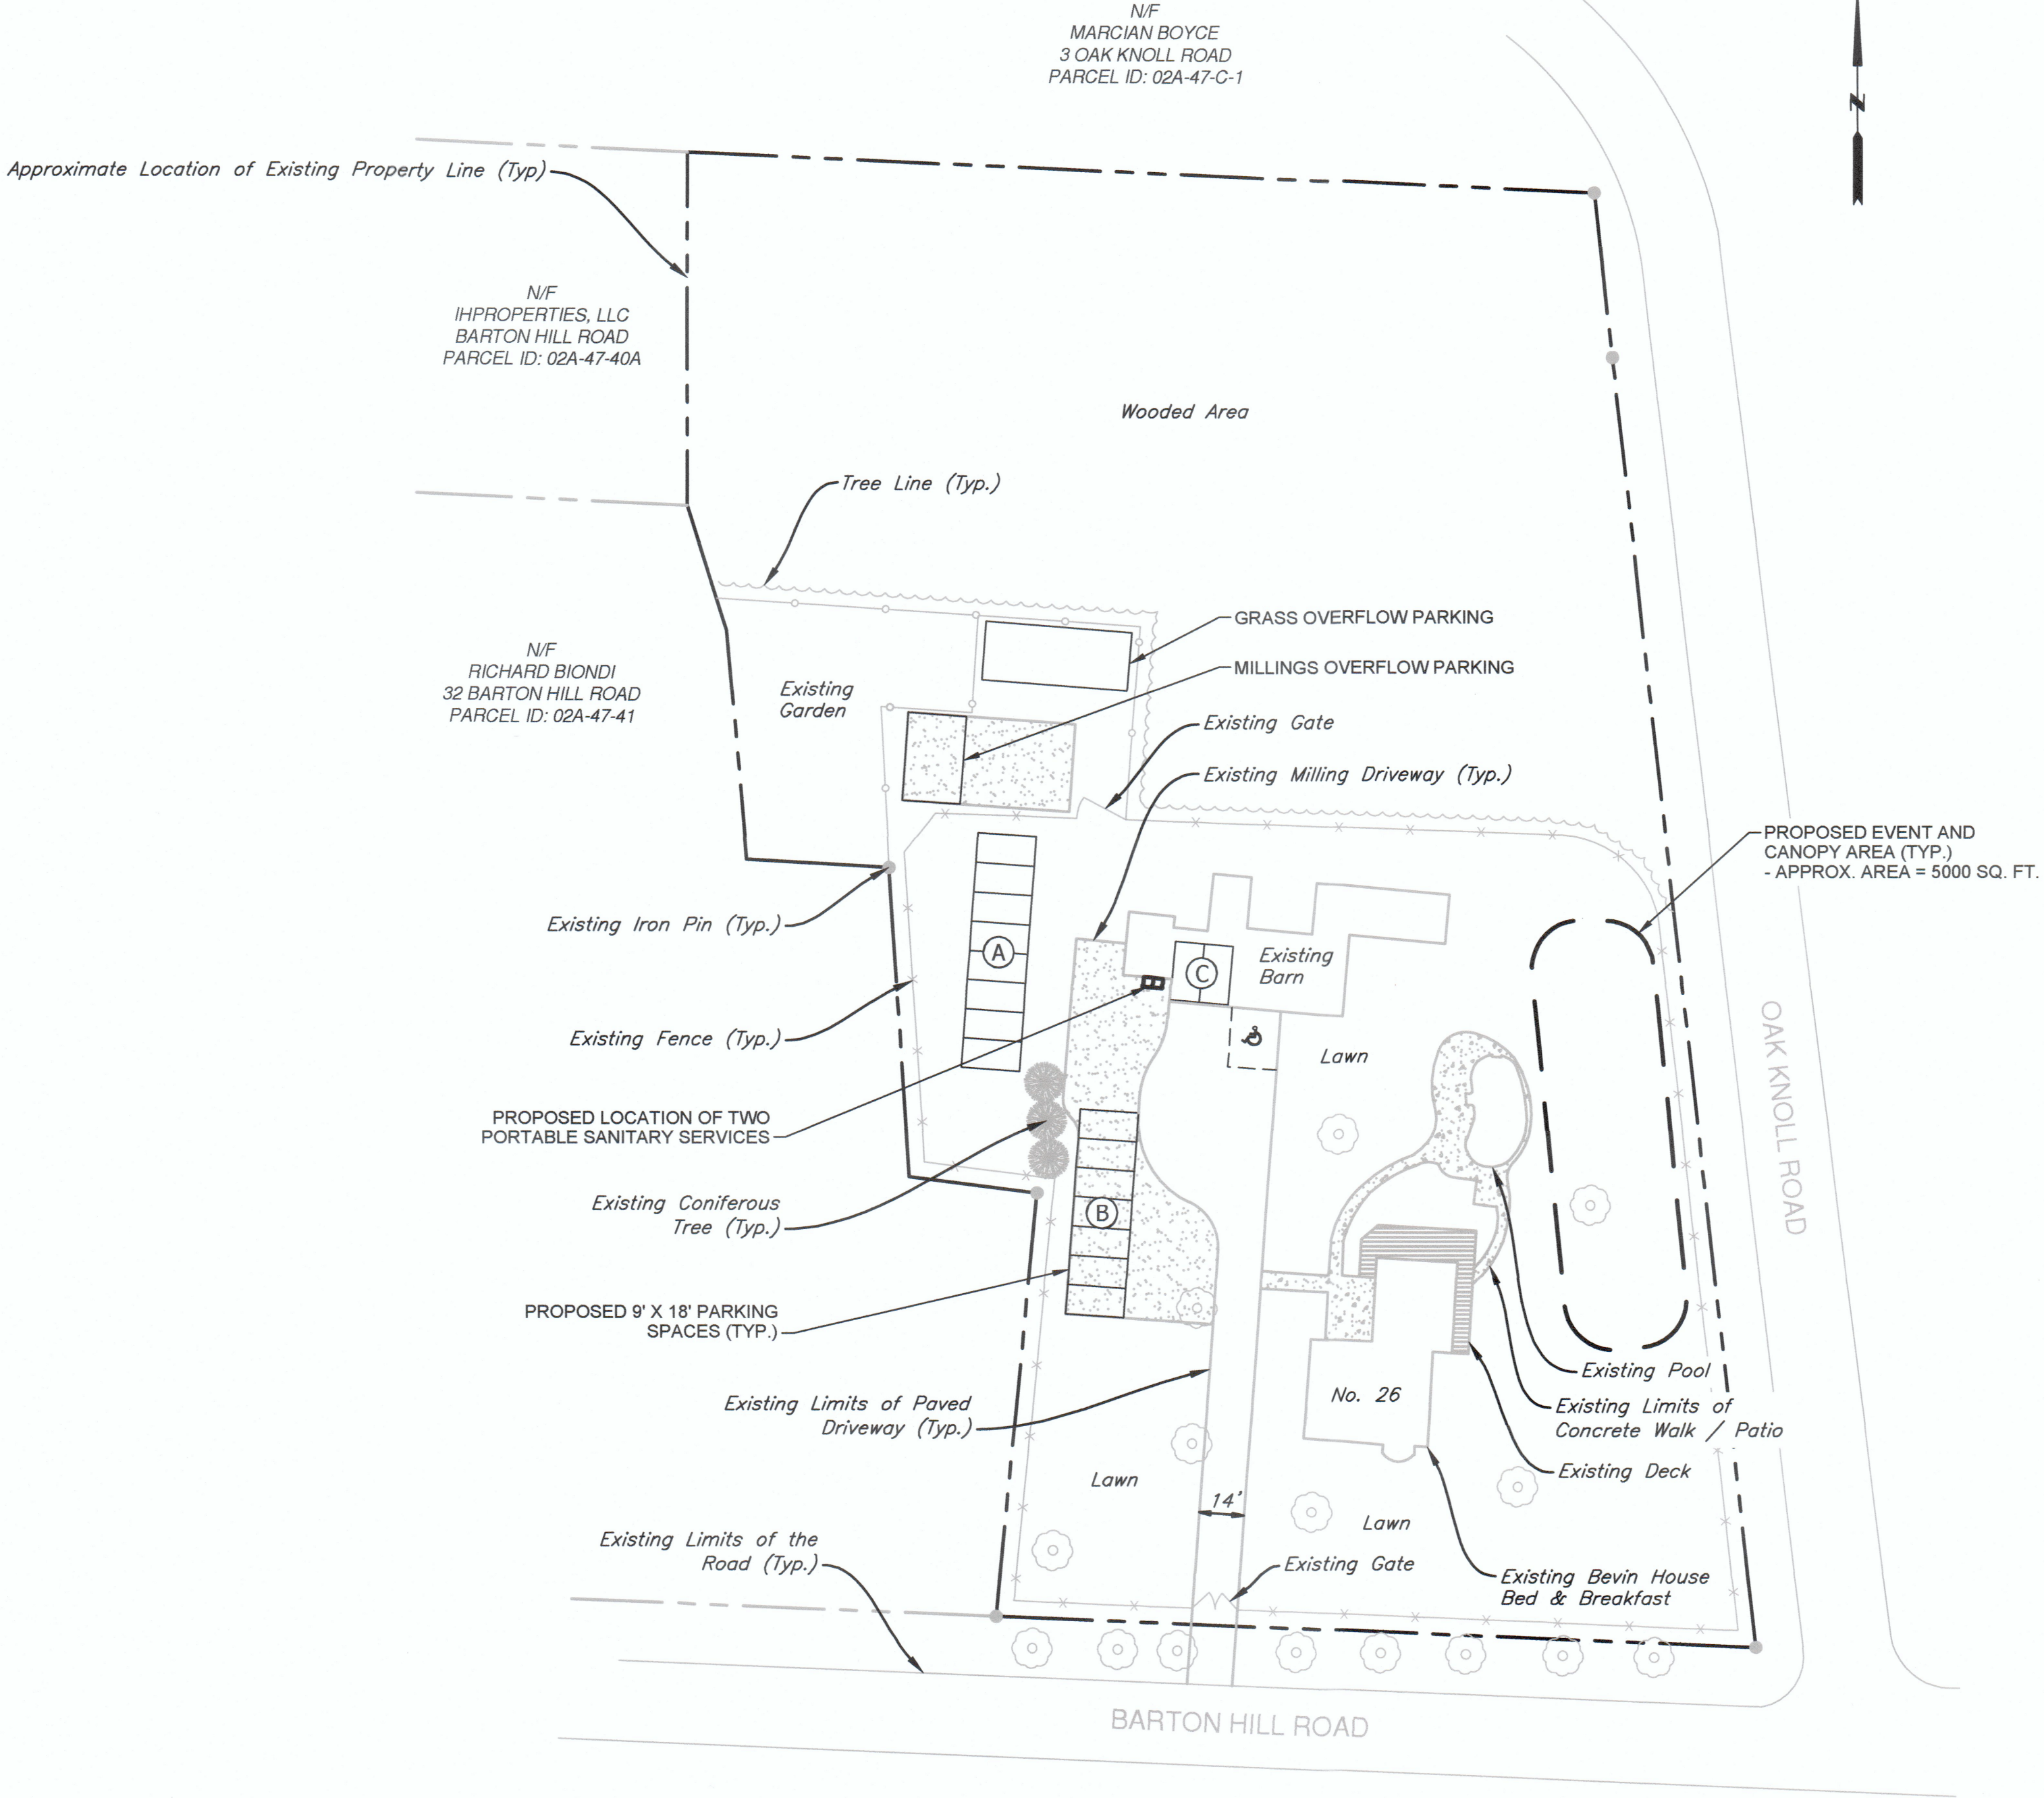 N/F
MARCIAN BOYCE
3 OAK KNOLL ROAD
PARCEL ID: 02A-47-C-1
N
Approximate Location of Existing Property Line (Typ)
N/F
IHPROPERTIES, LLC
BARTON HILL ROAD
PARCEL ID: 02A-47-40A
Wooded Area
Tree Line (Typ.)
GRASS OVERFLOW PARKING
N/F
RICHARD BIONDI
32 BARTON HILL ROAD
PARCEL ID: 02A-47-41
MILLINGS OVERFLOW PARKING
Existing
Garden
Existing Gate
Existing Milling Driveway (Typ.)
PROPOSED EVENT AND
CANOPY AREA (TYP.)
- APPROX. AREA = 5000 SQ. FT.
Existing Iron Pin (Typ.)
A
C
Existing
Barn
Existing Fence (Typ.)
Lawn
OAK KNOLL ROAD
PROPOSED LOCATION OF TWO
PORTABLE SANITARY SERVICES
Existing Coniferous
Tree (Typ.)
B
PROPOSED 9' X 18' PARKING
SPACES (TYP.)
Existing Pool
Existing Limits of Paved
Driveway (Typ.)
No. 26
Existing Limits of
Concrete Walk / Patio
Existing Deck
Lawn
14'
Lawn
Existing Limits of the
Road (Typ.)
Existing Gate
Existing Bevin House
Bed & Breakfast
BARTON HILL ROAD